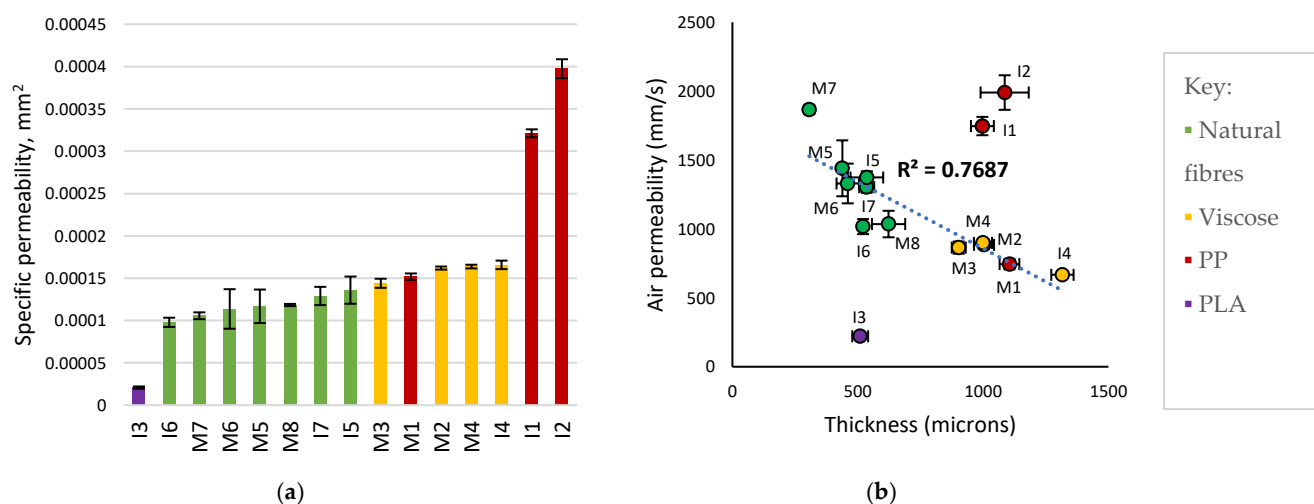 Specific permeability, mm²
0.00045
0.0004
0.00035
0.0003
0.00025
0.0002
0.00015
0.0001
0.00005
0
I3
I6
M7
M6
M5
M8
I7
I5
M3
M1
M2
M4
I4
I1
I2
(a)
Air permeability (mm/s)
2500
2000
1500
1000
500
0
0 500 1000 1500
Thickness (microns)
M7
I2
I1
M5
I5
R² = 0.7687
M6
I7
I6
M8
M4
M2
M3
M1
I4
I3
(b)
Key:
Natural
fibres
Viscose
PP
PLA